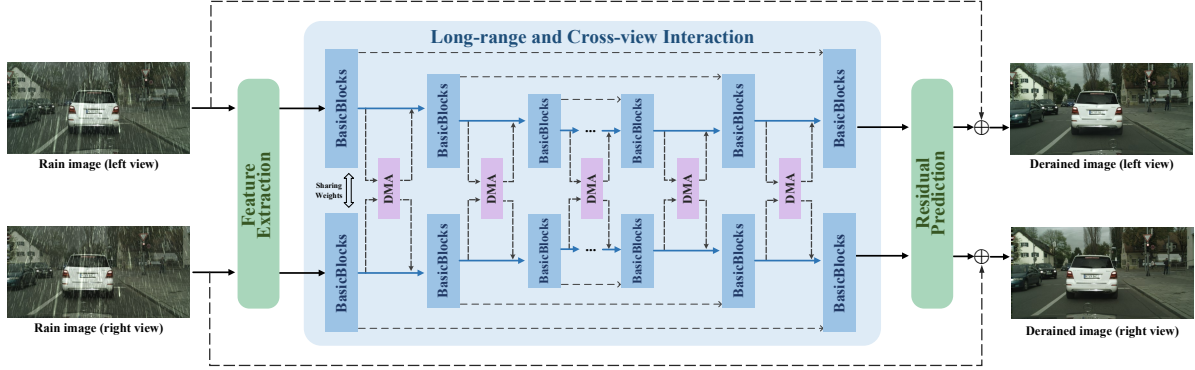 Long-range and Cross-view Interaction
Rain image (left view)
Rain image (right view)
Feature
Extraction
BasicBlocks
BasicBlocks
BasicBlocks
...
BasicBlocks
BasicBlocks
BasicBlocks
Sharing
Weights
DMA
DMA
DMA
DMA
DMA
BasicBlocks
BasicBlocks
BasicBlocks
...
BasicBlocks
BasicBlocks
BasicBlocks
Residual
Prediction
Derained image (left view)
Derained image (right view)